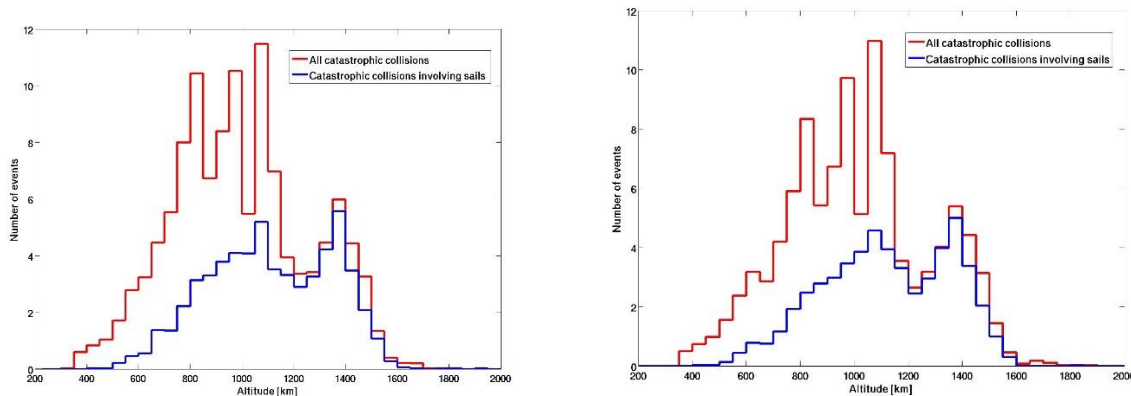 12
10
8
6
4
2
0
Number of events
All catastrophic collisions
Catastrophic collisions involving sails
200 400 600 800 1000 1200 1400 1600 1800 2000
Altitude [km]
12
10
8
6
4
2
0
Number of events
All catastrophic collisions
Catastrophic collisions involving sails
200 400 600 800 1000 1200 1400 1600 1800 2000
Altitude [km]